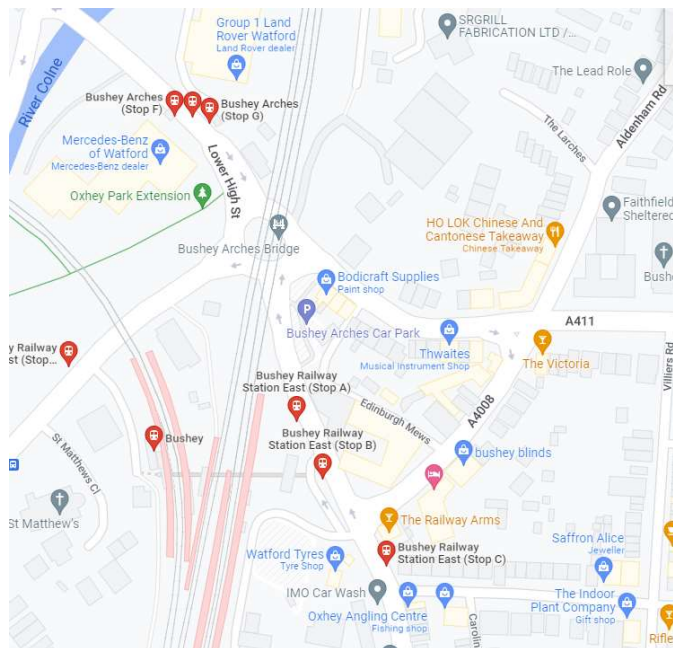 Group 1 Land
Rover Watford
Land Rover dealer
SRGRILL
FABRICATION LTD /...
The Lead Role
Aldenham Rd
The Larches
River Colne
Bushey Arches
(Stop F)
Bushey Arches
(Stop G)
Mercedes-Benz
of Watford
Mercedes-Benz dealer
Lower High St
Oxhey Park Extension
Bushey Arches Bridge
HO LOK Chinese And
Cantonese Takeaway
Chinese Takeaway
Faithfield
Sheltered
Bodicraft Supplies
Paint shop
P
Bushey Arches Car Park
A411
Thwaites
Musical Instrument Shop
The Victoria
Villiers Rd
Bushey Railway
Station East (Stop A)
Bushey Railway
Station East (Stop B)
Edinburgh Mews
A4008
Bushey
bushey blinds
St Matthews Cl
St Matthew's
The Railway Arms
Bushey Railway
Station East (Stop C)
Watford Tyres
Tyre Shop
Saffron Alice
Jeweller
IMO Car Wash
Oxhey Angling Centre
Fishing shop
The Indoor
Plant Company
Gift shop